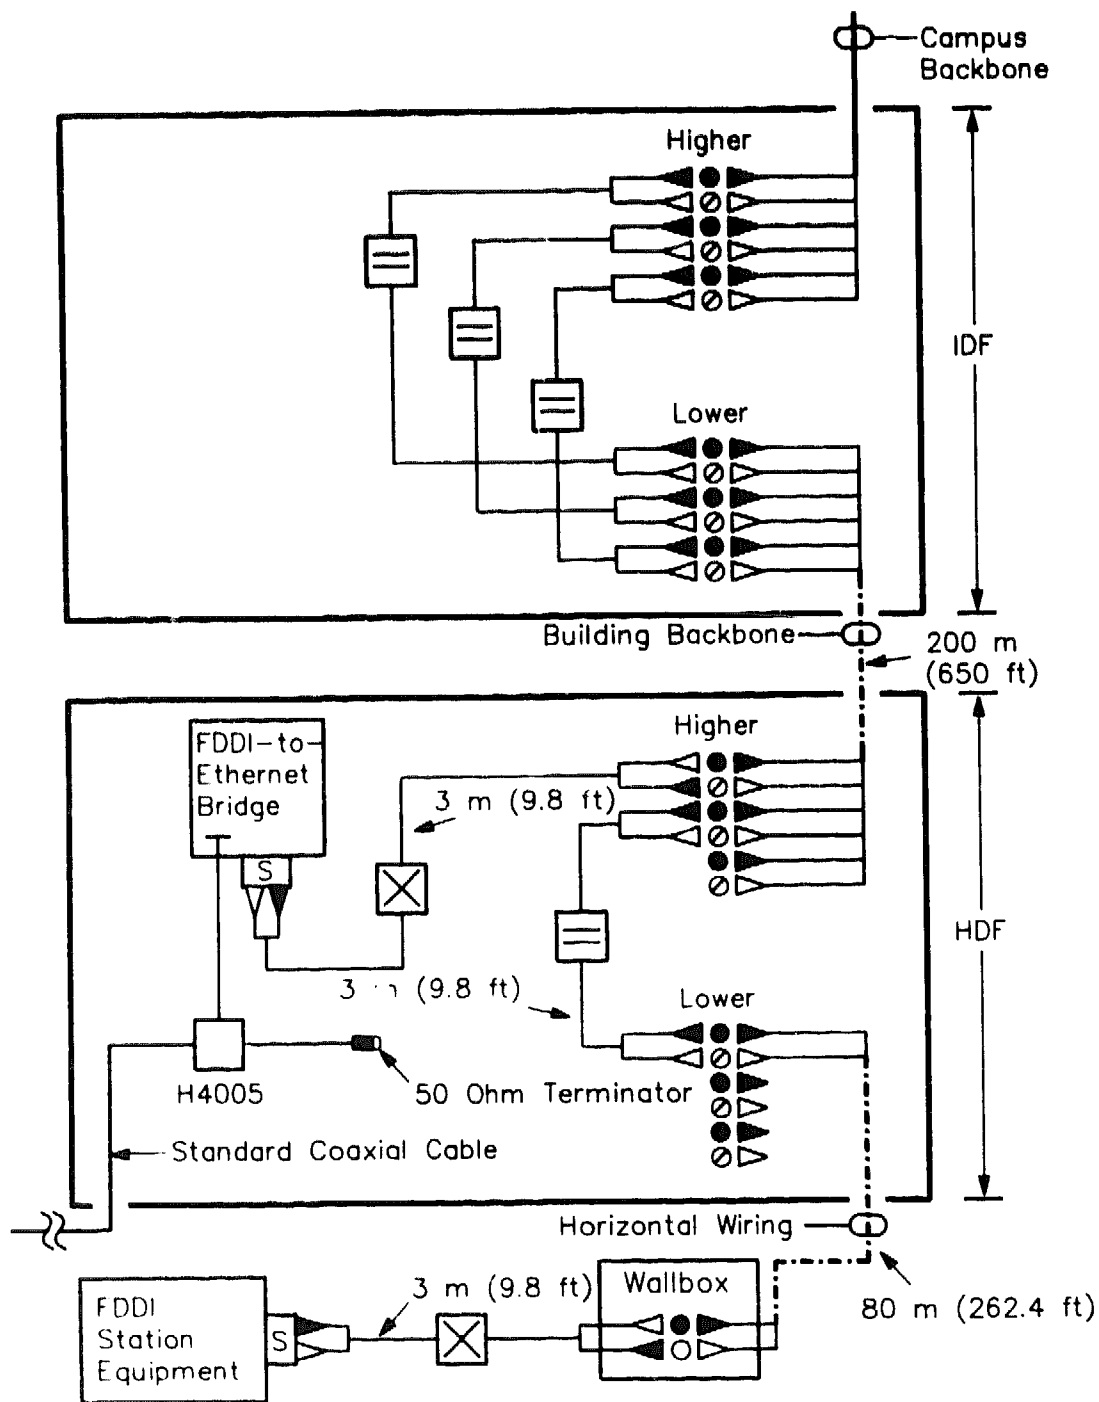 Campus
Backbone
Higher
IDF
Lower
Building Backbone
200 m
(650 ft)
FDDI-to-
Ethernet
Bridge
S
Higher
3 m (9.8 ft)
HDF
3 (9.8 ft)
Lower
H4005
50 Ohm Terminator
Standard Coaxial Cable
Horizontal Wiring
80 m (262.4 ft)
FDDI
Station
Equipment
S
3 m (9.8 ft)
Wallbox